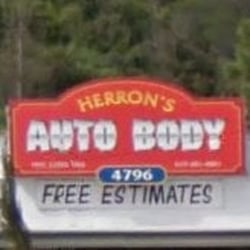 HERRON'S
AUTO BODY
4796
FREE ESTIMATES